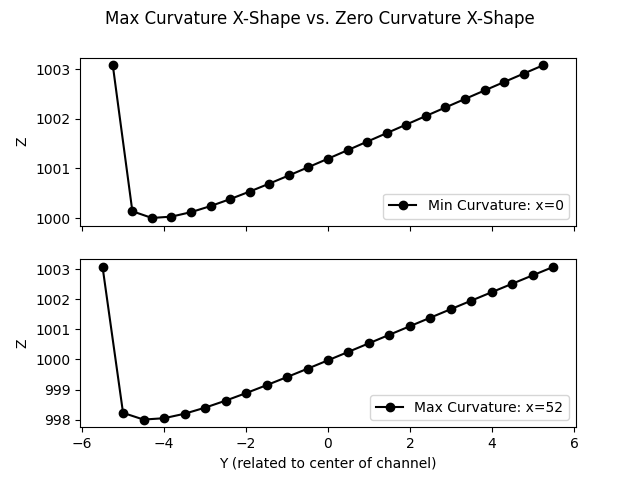 Max Curvature X-Shape vs. Zero Curvature X-Shape
1003
1002
1001
1000
Z
Min Curvature: x=0
1003
1002
1001
1000
999
998
Z
Max Curvature: x=52
−6 −4 −2 0 2 4 6
Y (related to center of channel)